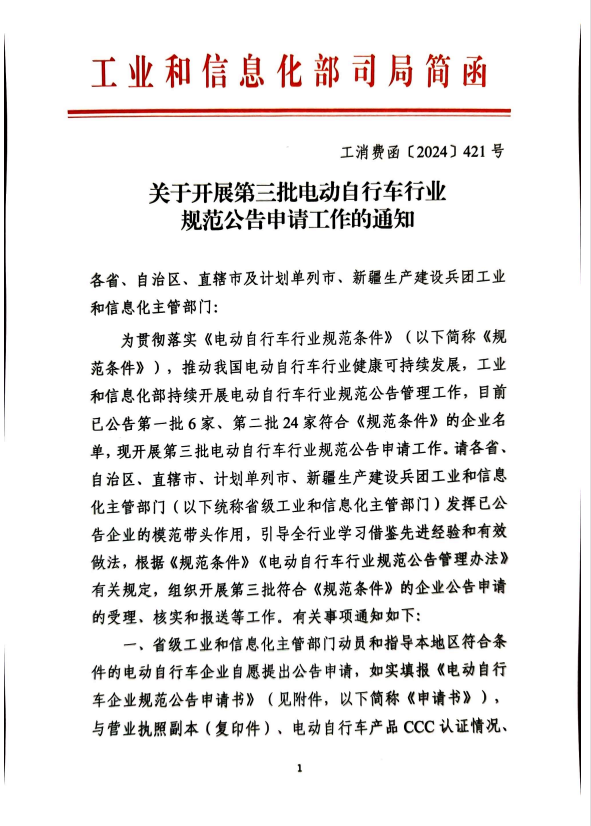 工业和信息化部司局简函
工消费函〔2024〕421号
关于开展第三批电动自行车行业
规范公告申请工作的通知
各省、自治区、直辖市及计划单列市、新疆生产建设兵团工业
和信息化主管部门：
为贯彻落实《电动自行车行业规范条件》（以下简称《规
范条件》），推动我国电动自行车行业健康可持续发展，工业
和信息化部持续开展电动自行车行业规范公告管理工作，目前
已公告第一批6家、第二批24家符合《规范条件》的企业名
单，现开展第三批电动自行车行业规范公告申请工作。请各省、
自治区、直辖市、计划单列市、新疆生产建设兵团工业和信息
化主管部门（以下统称省级工业和信息化主管部门）发挥已公
告企业的模范带头作用，引导全行业学习借鉴先进经验和有效
做法，根据《规范条件》《电动自行车行业规范公告管理办法》
有关规定，组织开展第三批符合《规范条件》的企业公告申请
的受理、核实和报送等工作。有关事项通知如下：
一、省级工业和信息化主管部门动员和指导本地区符合条
件的电动自行车企业自愿提出公告申请，如实填报《电动自行
车企业规范公告申请书》（见附件，以下简称《申请书》），
与营业执照副本（复印件）、电动自行车产品CCC认证情况、
1